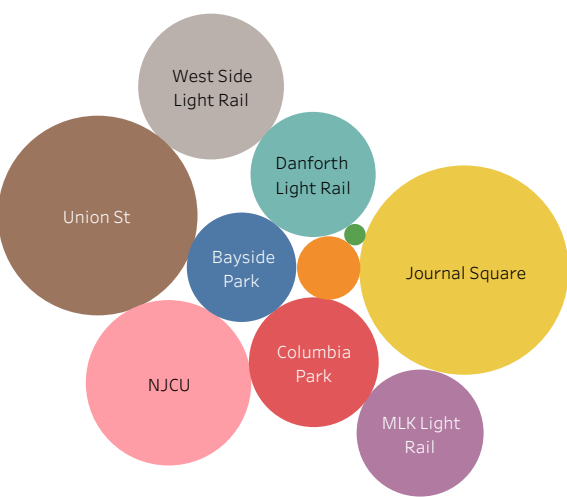 West Side
Light Rail
Danforth
Light Rail
Union St
Bayside
Park
Journal Square
Columbia
Park
NJCU
MLK Light
Rail